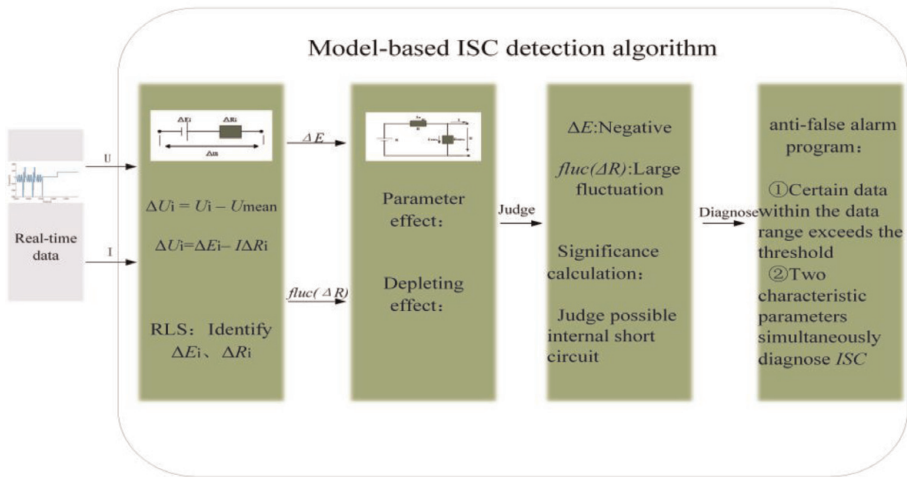 Model-based ISC detection algorithm
Real-time
data
U
I
ΔEi
ΔRi
Δui
ΔUi = Ui – Umean
ΔUi=ΔEi– IΔRi
RLS： Identify
ΔEi、ΔRi
ΔE
fluc(ΔR)
Parameter
effect：
Depleting
effect：
Judge
ΔE:Negative
fluc(ΔR):Large
fluctuation
Significance
calculation：
Judge possible
internal short
circuit
Diagnose
anti-false alarm
program：
①Certain data
within the data
range exceeds the
threshold
②Two
characteristic
parameters
simultaneously
diagnose ISC